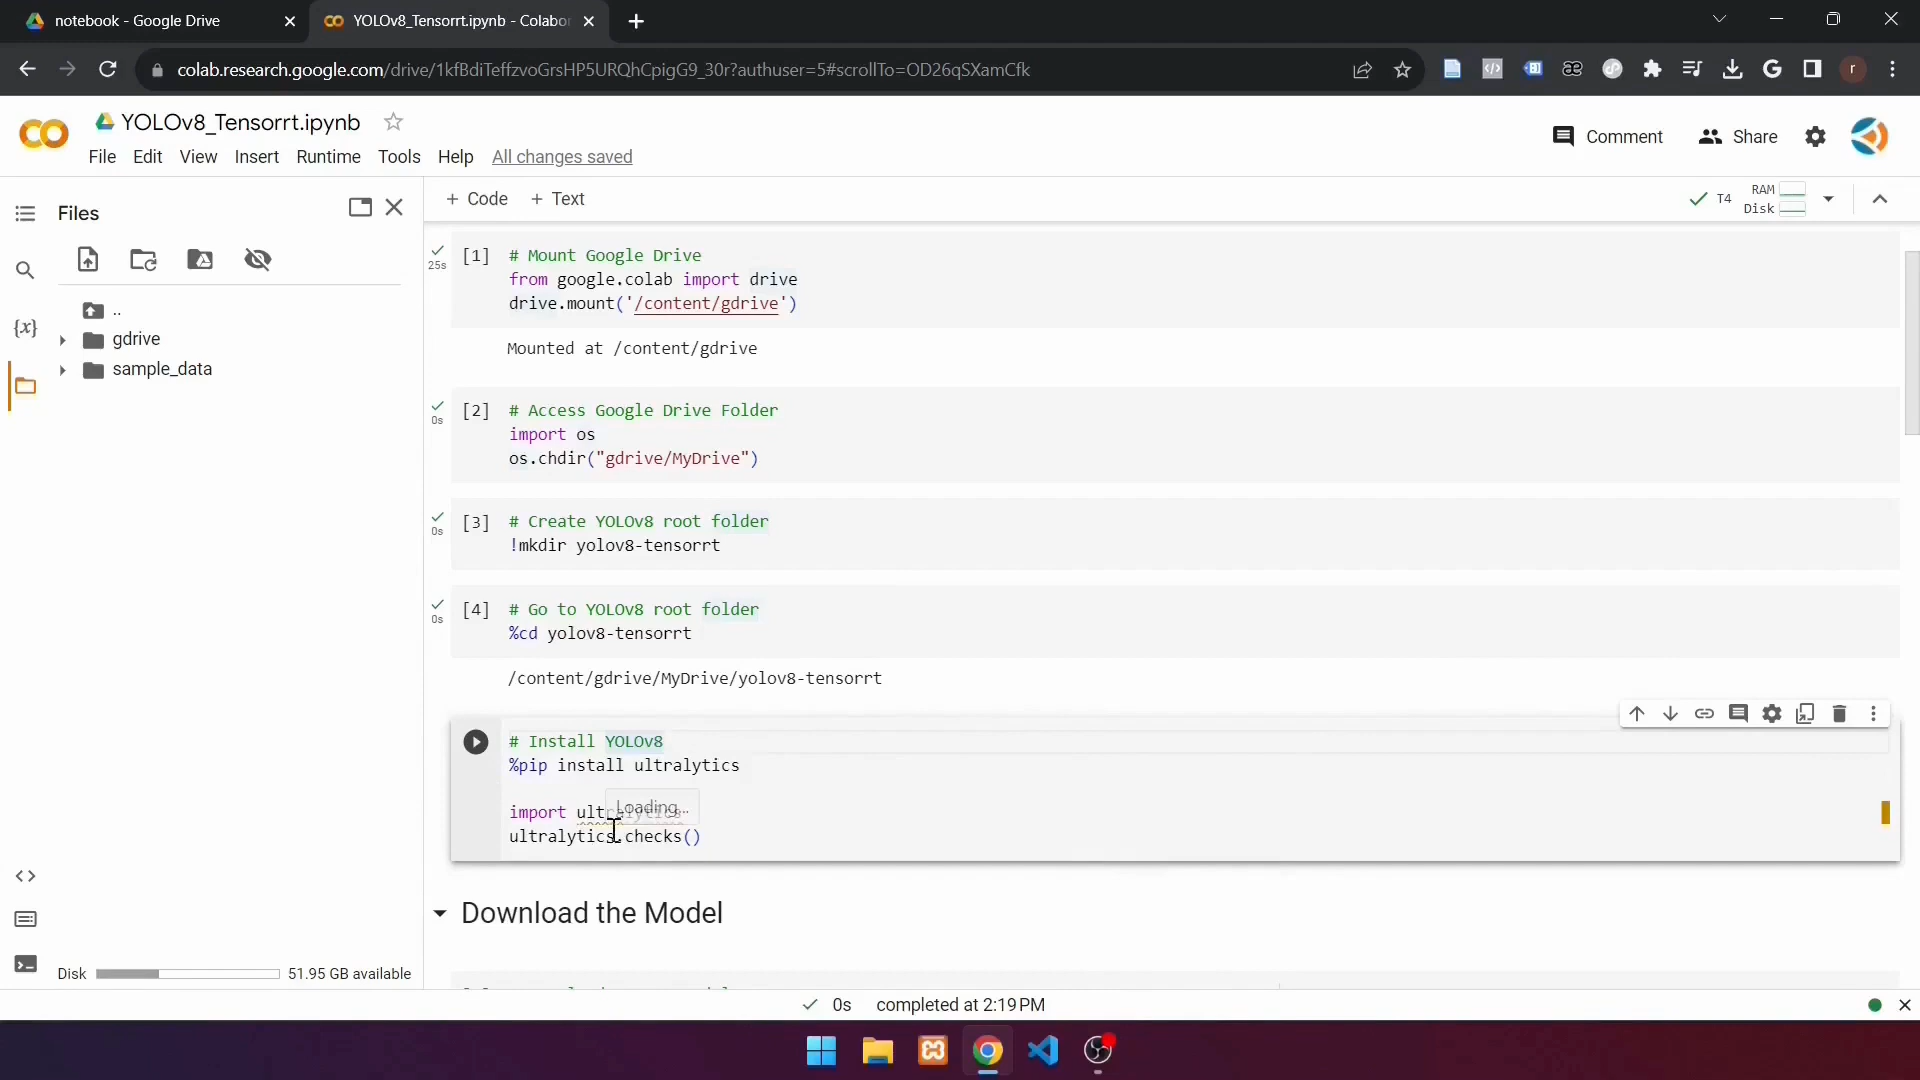 notebook - Google Drive
YOLOv8_Tensorrt.ipynb - Colabor
colab.research.google.com/drive/1kfBdiTeffzvoGrsHP5URQhCpigG9_30r?authuser=5#scrollTo=OD26qSXamCfk
r
YOLOv8_Tensorrt.ipynb
File Edit View Insert Runtime Tools Help All changes saved
Comment Share
Files
+ Code + Text
T4 RAM
Disk
..
gdrive
sample_data
25s
[1] # Mount Google Drive
from google.colab import drive
drive.mount('/content/gdrive')
Mounted at /content/gdrive
0s
[2] # Access Google Drive Folder
import os
os.chdir("gdrive/MyDrive")
0s
[3] # Create YOLOv8 root folder
!mkdir yolov8-tensorrt
0s
[4] # Go to YOLOv8 root folder
%cd yolov8-tensorrt
/content/gdrive/MyDrive/yolov8-tensorrt
# Install YOLOv8
%pip install ultralytics
Loading...
import ultralytics
ultralytics.checks()
Download the Model
Disk 51.95 GB available
0s completed at 2:19 PM